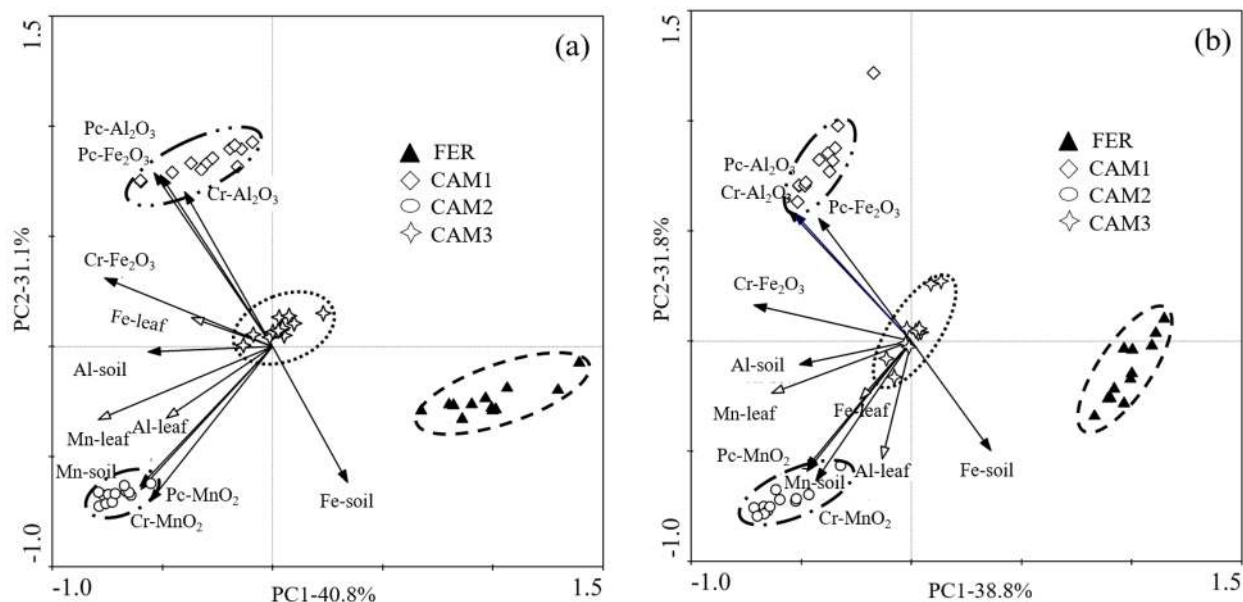 1.5
(a)
Pc-Al₂O₃
Pc-Fe₂O₃
Cr-Al₂O₃
FER
CAM1
CAM2
CAM3
Cr-Fe₂O₃
Fe-leaf
Al-soil
Mn-leaf
Al-leaf
Mn-soil
Pc-MnO₂
Cr-MnO₂
Fe-soil
PC2-31.1%
-1.0
-1.0
PC1-40.8%
1.5
1.5
(b)
Pc-Al₂O₃
Cr-Al₂O₃
Pc-Fe₂O₃
FER
CAM1
CAM2
CAM3
Cr-Fe₂O₃
Al-soil
Mn-leaf
Fe-leaf
Pc-MnO₂
Mn-soil
Al-leaf
Fe-soil
Cr-MnO₂
PC2-31.8%
-1.0
-1.0
PC1-38.8%
1.5